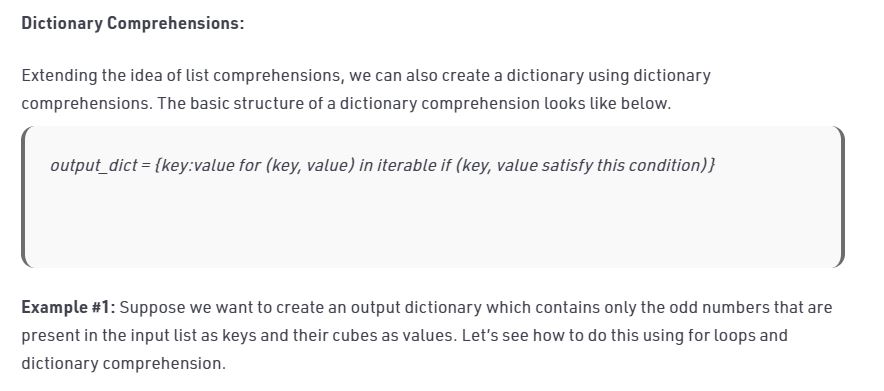 Dictionary Comprehensions:
Extending the idea of list comprehensions, we can also create a dictionary using dictionary
comprehensions. The basic structure of a dictionary comprehension looks like below.
output_dict = {key:value for (key, value) in iterable if (key, value satisfy this condition)}
Example #1: Suppose we want to create an output dictionary which contains only the odd numbers that are
present in the input list as keys and their cubes as values. Let's see how to do this using for loops and
dictionary comprehension.